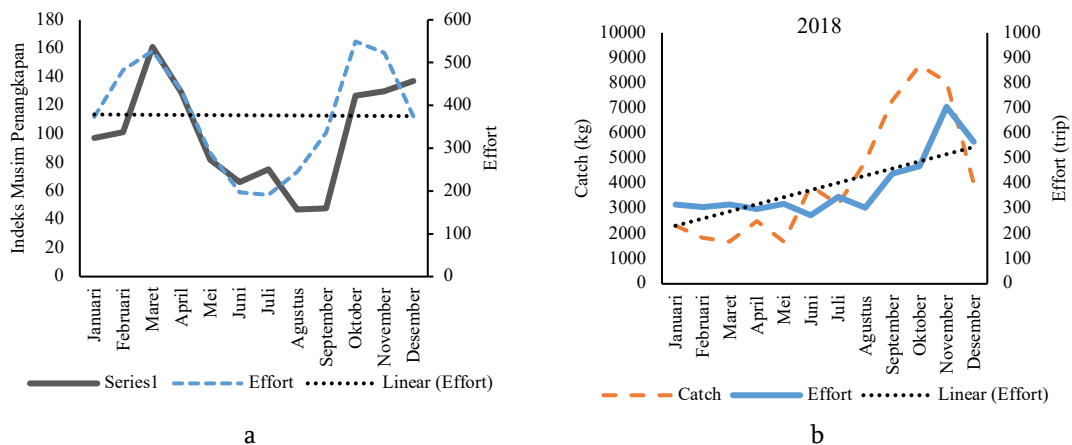 Indeks Musim Penangkapan
180
160
140
120
100
80
60
40
20
0
600
500
400
300
200
100
0
Effort
Januari
Februari
Maret
April
Mei
Juni
Juli
Agustus
September
Oktober
November
Desember
Series1
Effort
Linear (Effort)
a
2018
Catch (kg)
10000
9000
8000
7000
6000
5000
4000
3000
2000
1000
0
1000
900
800
700
600
500
400
300
200
100
0
Effort (trip)
Januari
Februari
Maret
April
Mei
Juni
Juli
Agustus
September
Oktober
November
Desember
Catch
Effort
Linear (Effort)
b